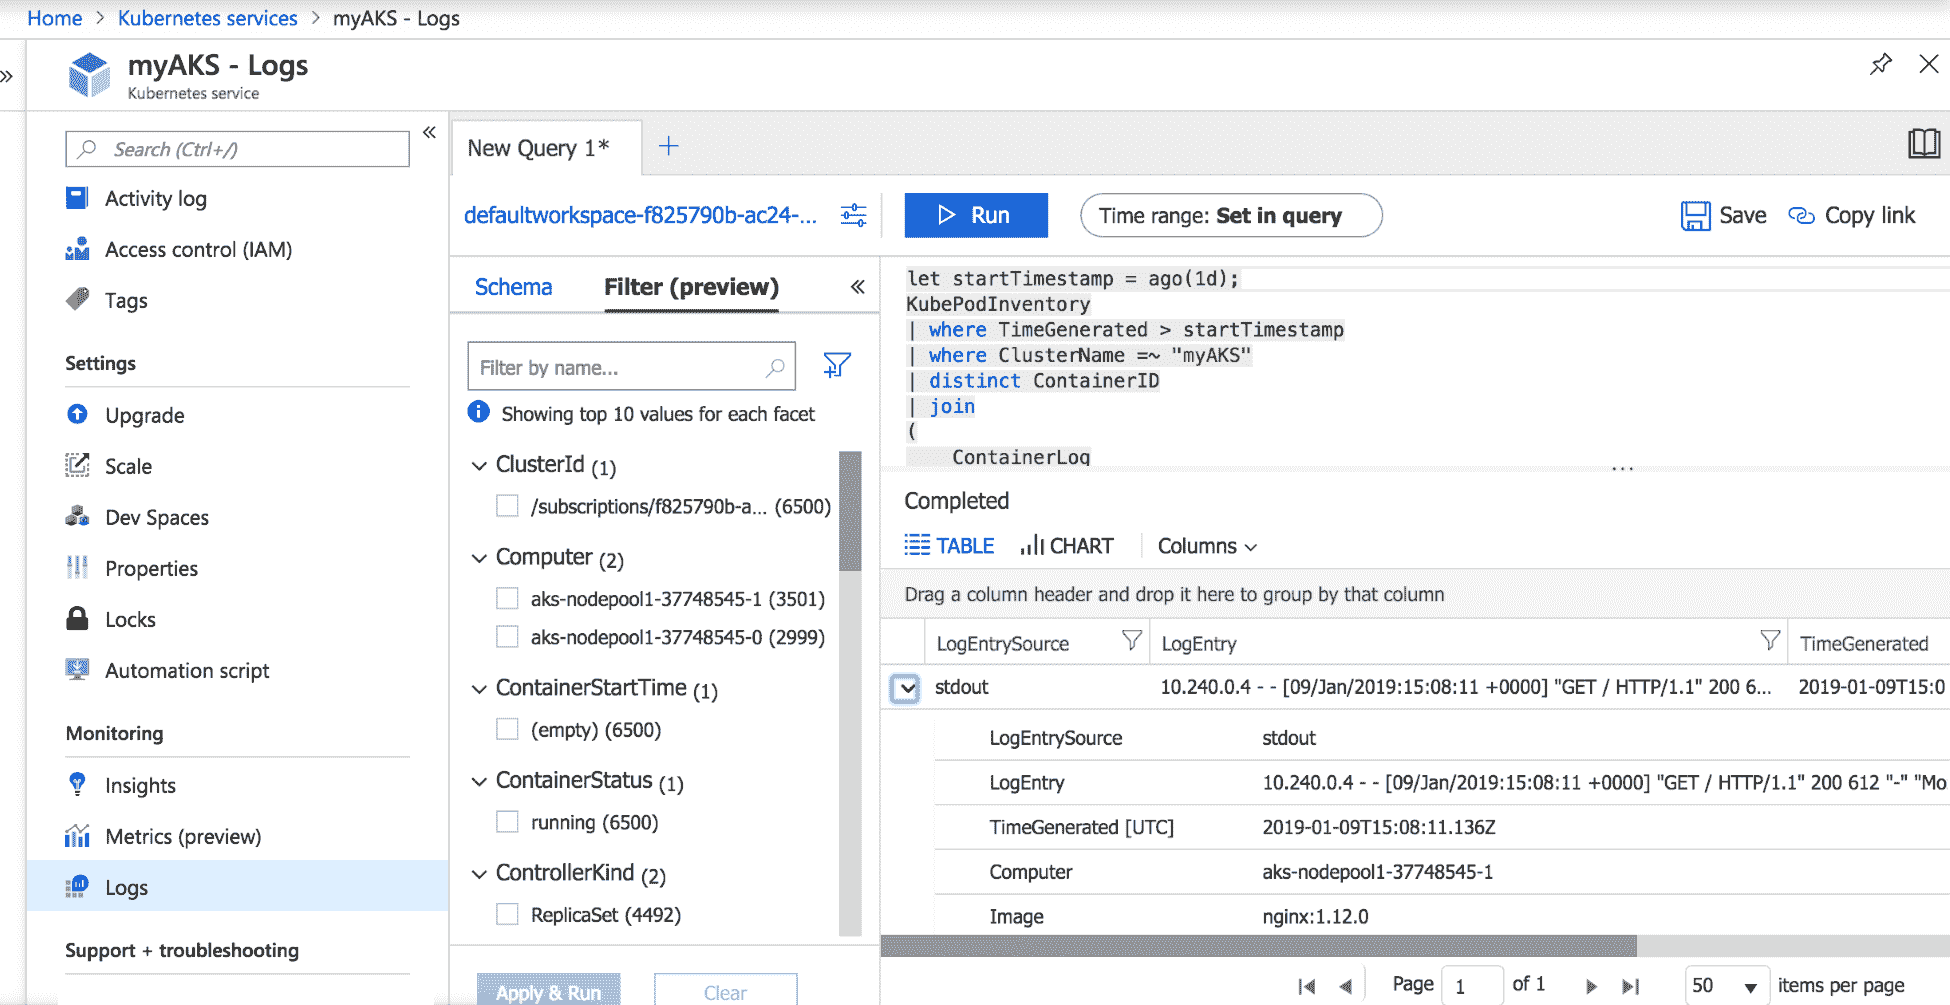 Home > Kubernetes services > myAKS - Logs
»
myAKS - Logs
Kubernetes service
Search (Ctrl+/)
«
Activity log
Access control (IAM)
Tags
Settings
Upgrade
Scale
Dev Spaces
Properties
Locks
Automation script
Monitoring
Insights
Metrics (preview)
Logs
Support + troubleshooting
New Query 1* +
defaultworkspace-f825790b-ac24-...
Run
Time range: Set in query
Save
Copy link
Schema Filter (preview) «
Filter by name...
Showing top 10 values for each facet
ClusterId (1)
/subscriptions/f825790b-a... (6500)
Computer (2)
aks-nodepool1-37748545-1 (3501)
aks-nodepool1-37748545-0 (2999)
ContainerStartTime (1)
(empty) (6500)
ContainerStatus (1)
running (6500)
ControllerKind (2)
ReplicaSet (4492)
Apply & Run Clear
let startTimestamp = ago(1d);
KubePodInventory
| where TimeGenerated > startTimestamp
| where ClusterName =~ "myAKS"
| distinct ContainerID
| join
(
ContainerLog
...
Completed
TABLE CHART Columns
Drag a column header and drop it here to group by that column
LogEntrySource LogEntry TimeGenerated
stdout 10.240.0.4 - - [09/Jan/2019:15:08:11 +0000] "GET / HTTP/1.1" 200 6... 2019-01-09T15:0
LogEntrySource stdout
LogEntry 10.240.0.4 - - [09/Jan/2019:15:08:11 +0000] "GET / HTTP/1.1" 200 612 "-" "Mo
TimeGenerated [UTC] 2019-01-09T15:08:11.136Z
Computer aks-nodepool1-37748545-1
Image nginx:1.12.0
Page 1 of 1 50 items per page